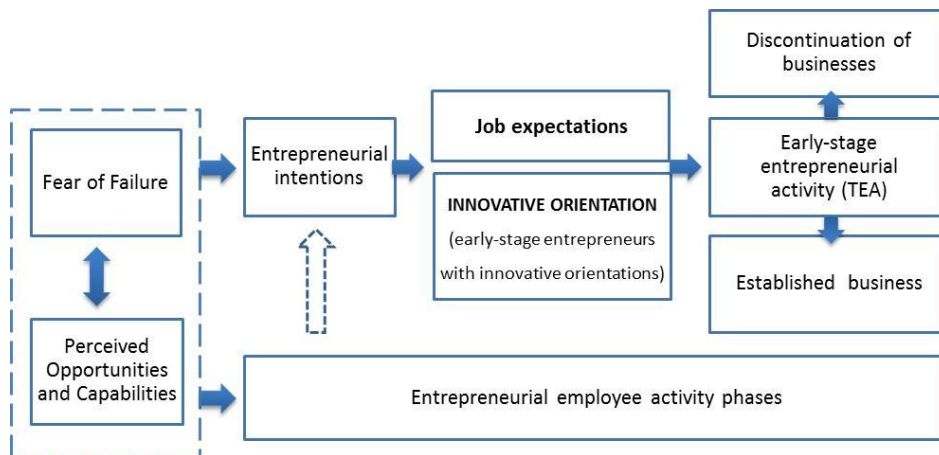 Discontinuation of
businesses
Fear of Failure
Entrepreneurial
intentions
Job expectations
INNOVATIVE ORIENTATION
(early-stage entrepreneurs
with innovative orientations)
Early-stage
entrepreneurial
activity (TEA)
Established business
Perceived
Opportunities
and Capabilities
Entrepreneurial employee activity phases